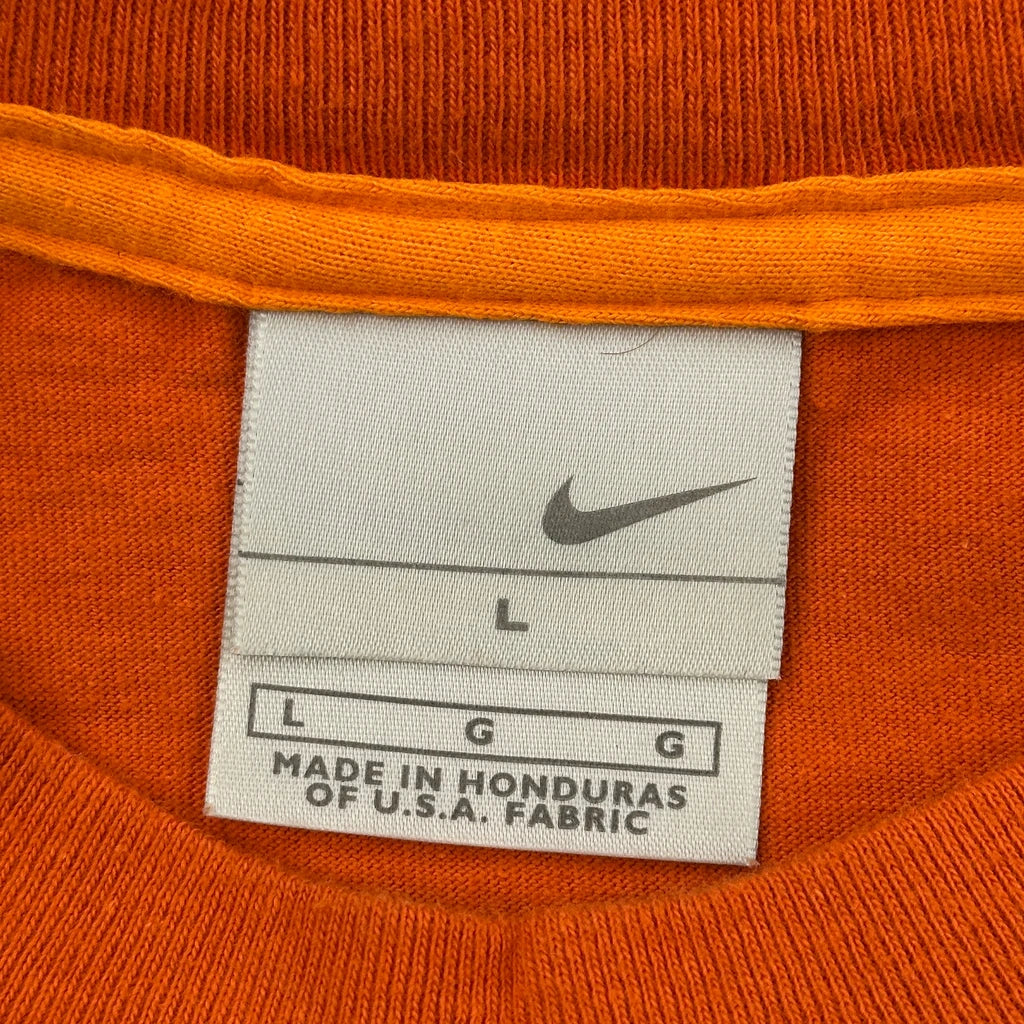 L
L G G
MADE IN HONDURAS
OF U.S.A. FABRIC